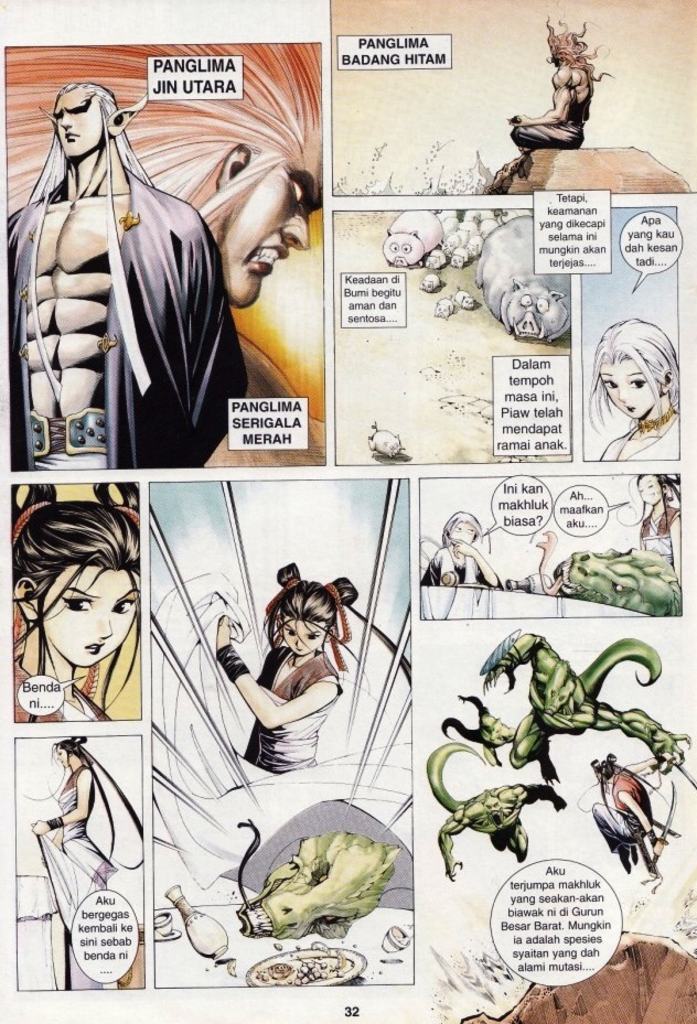 PANGLIMA
JIN UTARA
PANGLIMA
SERIGALA
MERAH
PANGLIMA
BADANG HITAM
Keadaan di
Bumi begitu
aman dan
sentosa....
Tetapi,
keamanan
yang dikecapi
selama ini
mungkin akan
terjejas....
Dalam
tempoh
masa ini,
Piaw telah
mendapat
ramai anak.
Apa
yang kau
dah kesan
tadi....
Benda
ni....
Aku
bergegas
kembali ke
sini sebab
benda ni
....
Ini kan
makhluk
biasa?
Ah...
maafkan
aku....
Aku
terjumpa makhluk
yang seakan-akan
biawak ni di Gurun
Besar Barat. Mungkin
ia adalah spesies
syaitan yang dah
alami mutasi....
32